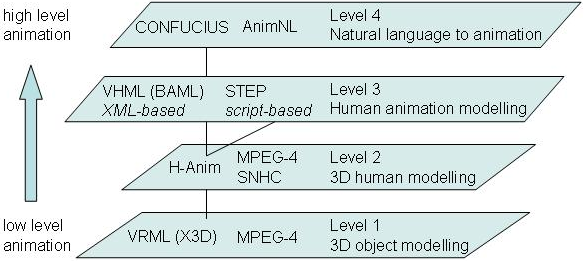 high level
animation
CONFUCIUS AnimNL
Level 4
Natural language to animation
VHML (BAML) STEP
XML-based script-based
Level 3
Human animation modelling
H-Anim
MPEG-4
SNHC
Level 2
3D human modelling
low level
animation
VRML (X3D) MPEG-4
Level 1
3D object modelling